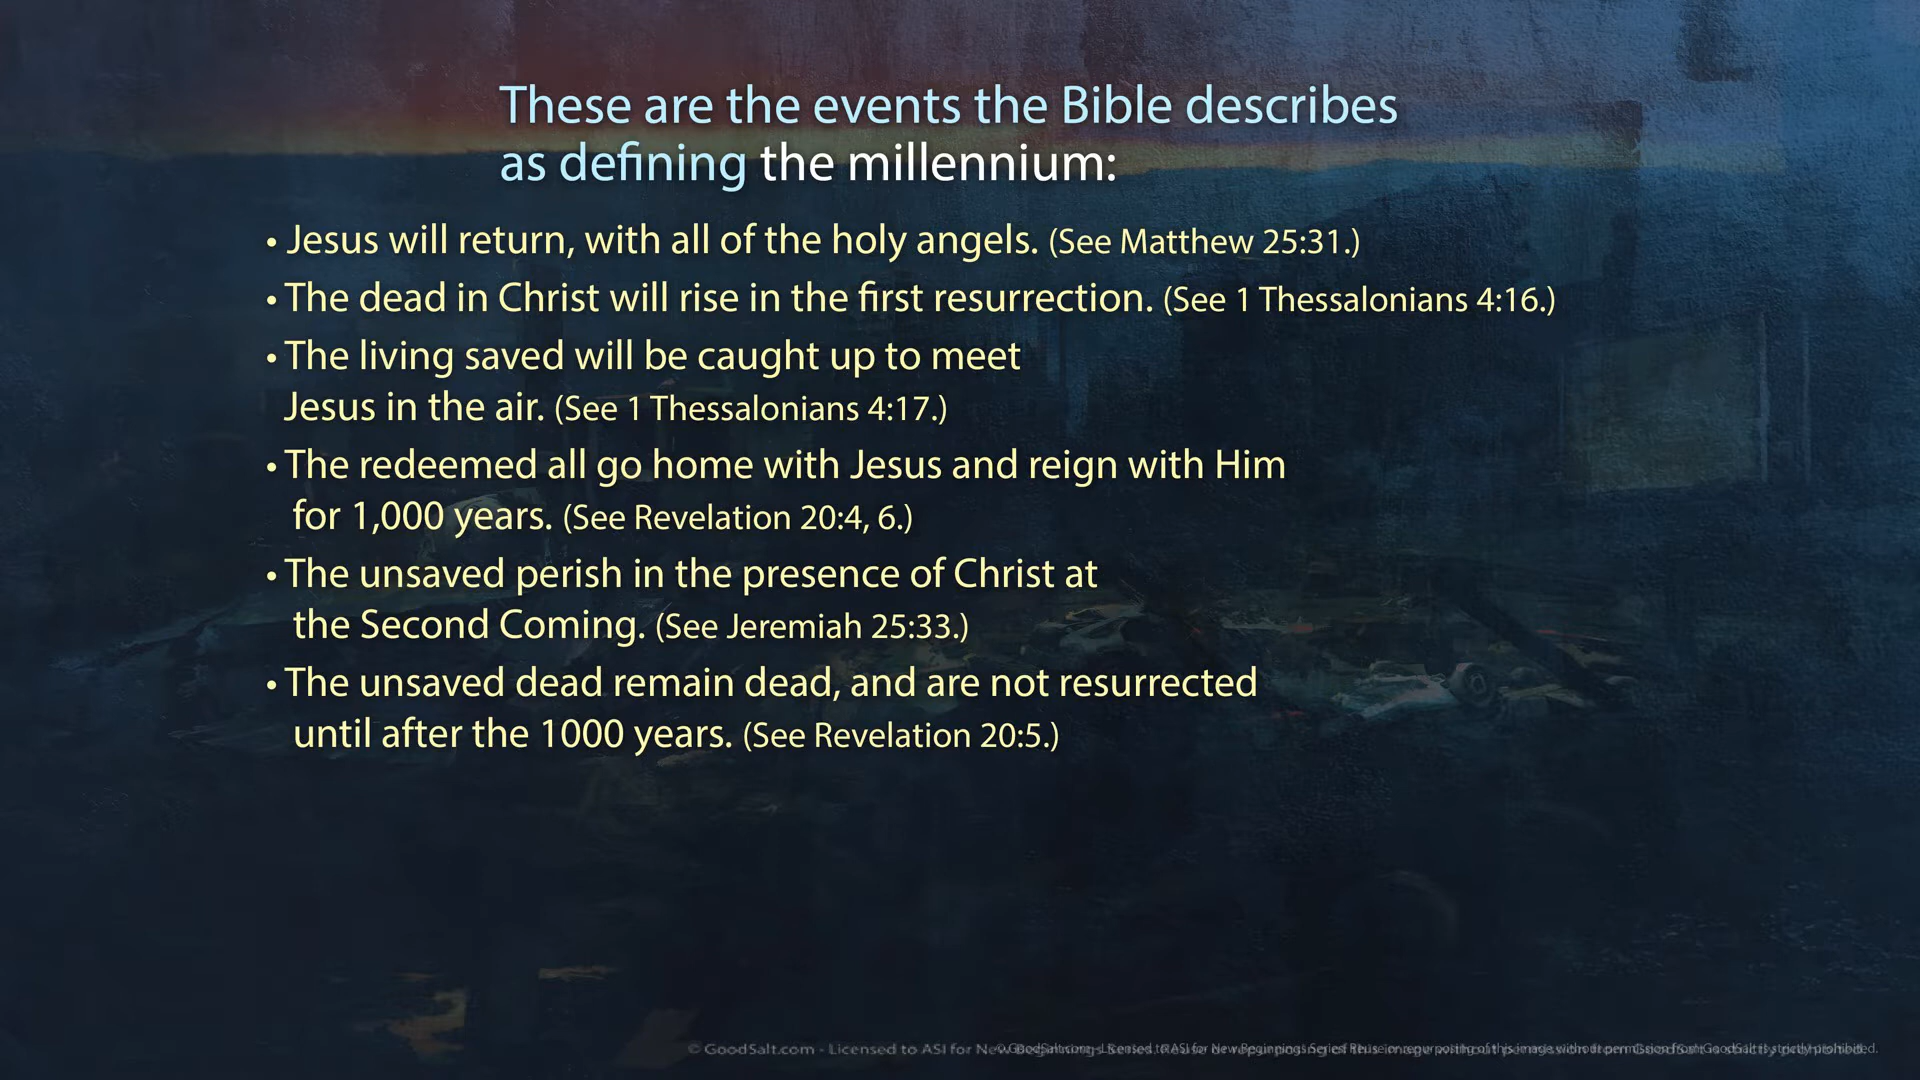 These are the events the Bible describes
as defining the millennium:
• Jesus will return, with all of the holy angels. (See Matthew 25:31.)
• The dead in Christ will rise in the first resurrection. (See 1 Thessalonians 4:16.)
• The living saved will be caught up to meet
Jesus in the air. (See 1 Thessalonians 4:17.)
• The redeemed all go home with Jesus and reign with Him
for 1,000 years. (See Revelation 20:4, 6.)
• The unsaved perish in the presence of Christ at
the Second Coming. (See Jeremiah 25:33.)
• The unsaved dead remain dead, and are not resurrected
until after the 1000 years. (See Revelation 20:5.)
© GoodSalt.com - Licensed to ASI for New